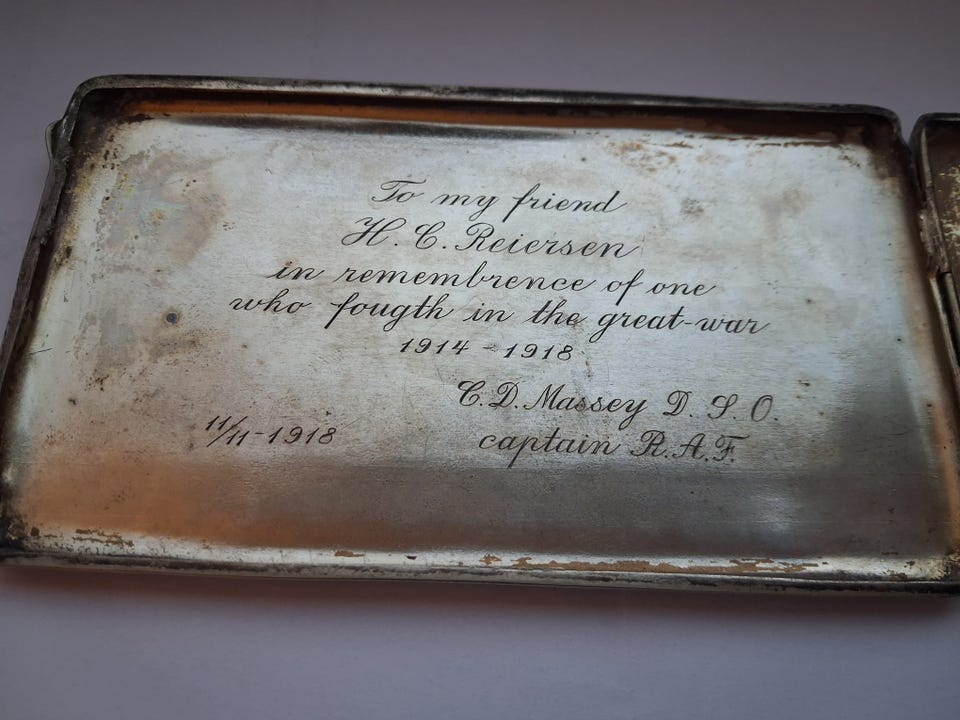 To my friend
H. C. Reiersen
in remembrence of one
who fougth in the great-war
1914 - 1918
C. D. Massey D. S. O.
11/11-1918
captain R.A.F.